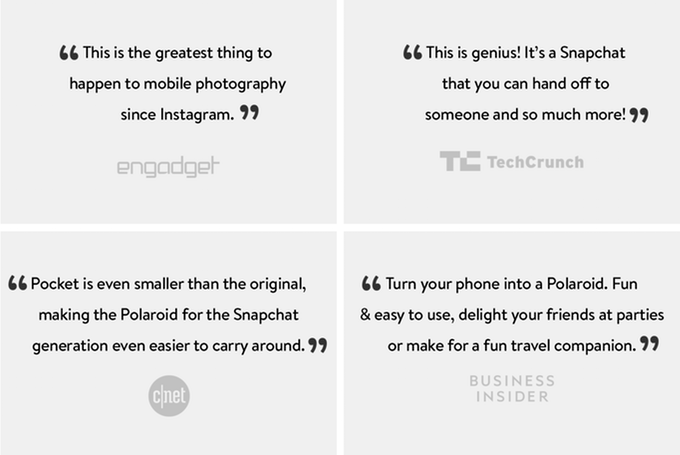 “ This is the greatest thing to
happen to mobile photography
since Instagram. ”
engadget
“ This is genius! It’s a Snapchat
that you can hand off to
someone and so much more! ”
TC TechCrunch
“ Pocket is even smaller than the original,
making the Polaroid for the Snapchat
generation even easier to carry around. ”
c|net
“ Turn your phone into a Polaroid. Fun
& easy to use, delight your friends at parties
or make for a fun travel companion. ”
BUSINESS
INSIDER